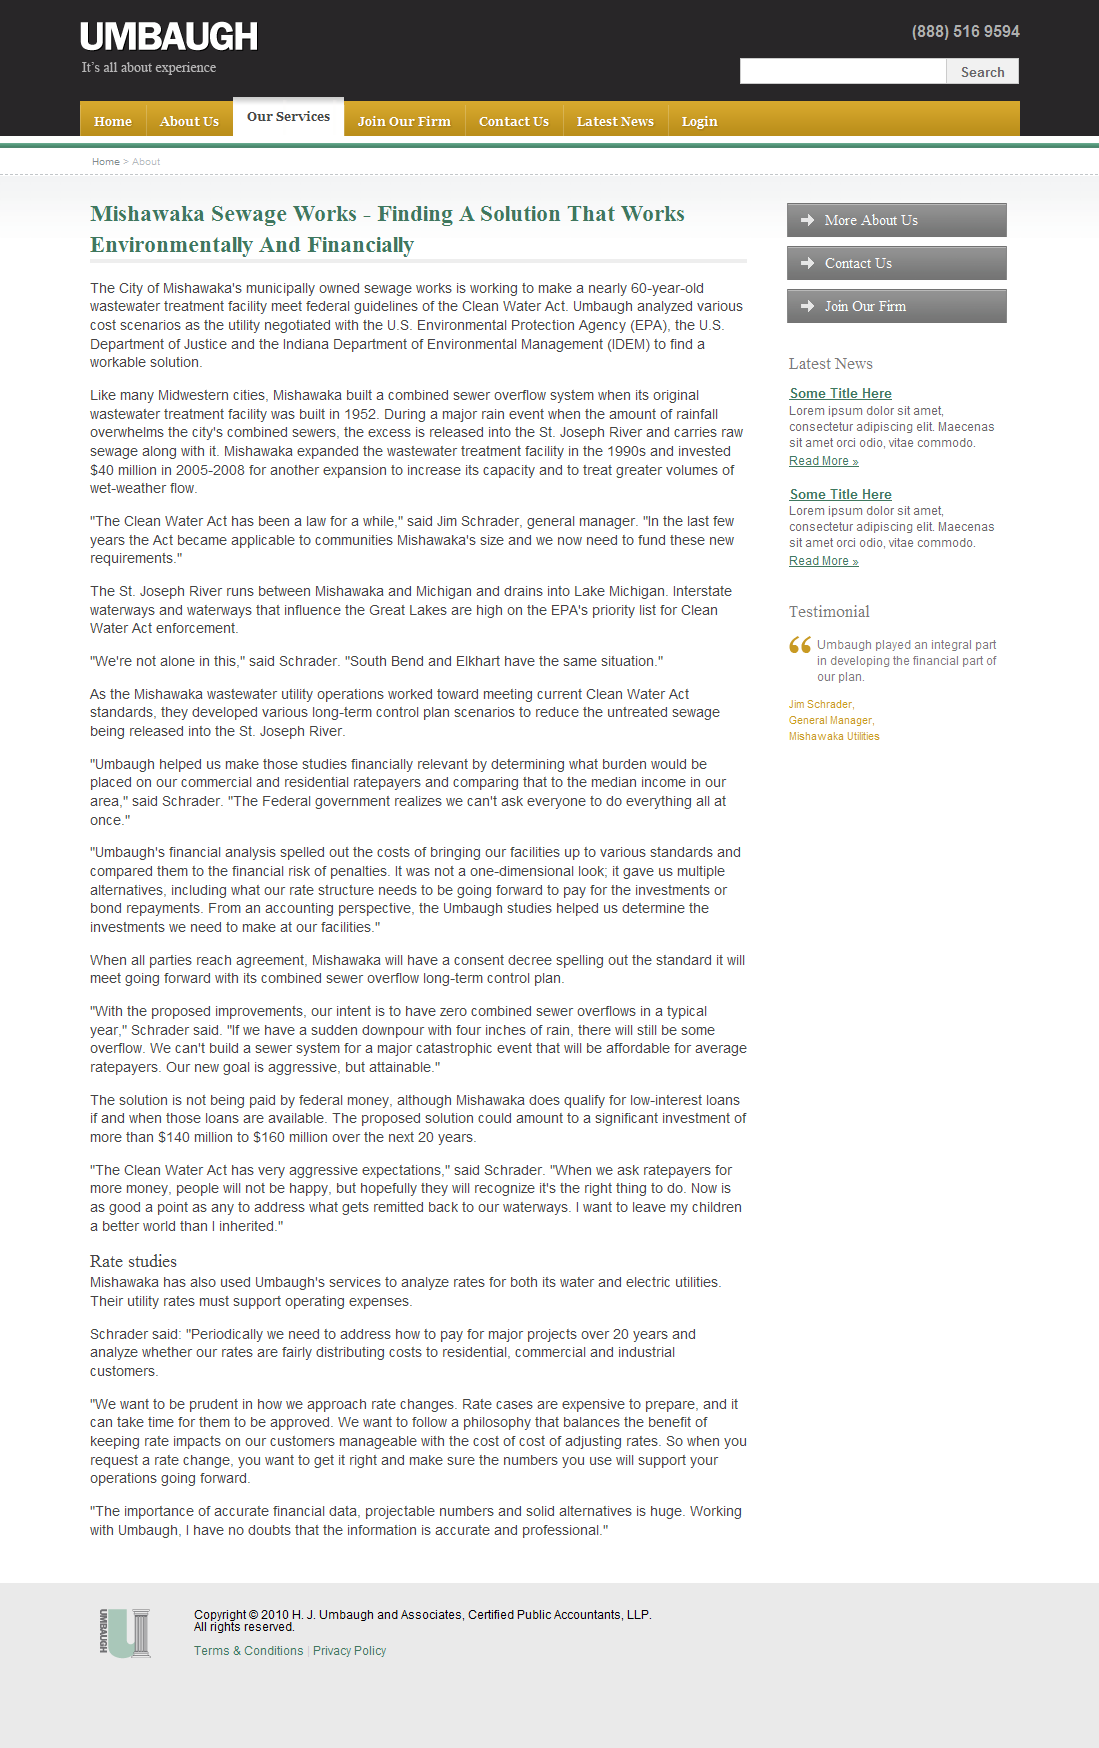 UMBAUGH
It's all about experience
(888) 516 9594
Search
Home
About Us
Our Services
Join Our Firm
Contact Us
Latest News
Login
Home > About
Mishawaka Sewage Works - Finding A Solution That Works
Environmentally And Financially
The City of Mishawaka's municipally owned sewage works is working to make a nearly 60-year-old
wastewater treatment facility meet federal guidelines of the Clean Water Act. Umbaugh analyzed various
cost scenarios as the utility negotiated with the U.S. Environmental Protection Agency (EPA), the U.S.
Department of Justice and the Indiana Department of Environmental Management (IDEM) to find a
workable solution.
Like many Midwestern cities, Mishawaka built a combined sewer overflow system when its original
wastewater treatment facility was built in 1952. During a major rain event when the amount of rainfall
overwhelms the city's combined sewers, the excess is released into the St. Joseph River and carries raw
sewage along with it. Mishawaka expanded the wastewater treatment facility in the 1990s and invested
$40 million in 2005-2008 for another expansion to increase its capacity and to treat greater volumes of
wet-weather flow.
"The Clean Water Act has been a law for a while," said Jim Schrader, general manager. "In the last few
years the Act became applicable to communities Mishawaka's size and we now need to fund these new
requirements."
The St. Joseph River runs between Mishawaka and Michigan and drains into Lake Michigan. Interstate
waterways and waterways that influence the Great Lakes are high on the EPA's priority list for Clean
Water Act enforcement.
"We're not alone in this," said Schrader. "South Bend and Elkhart have the same situation."
As the Mishawaka wastewater utility operations worked toward meeting current Clean Water Act
standards, they developed various long-term control plan scenarios to reduce the untreated sewage
being released into the St. Joseph River.
"Umbaugh helped us make those studies financially relevant by determining what burden would be
placed on our commercial and residential ratepayers and comparing that to the median income in our
area," said Schrader. "The Federal government realizes we can't ask everyone to do everything all at
once."
"Umbaugh's financial analysis spelled out the costs of bringing our facilities up to various standards and
compared them to the financial risk of penalties. It was not a one-dimensional look; it gave us multiple
alternatives, including what our rate structure needs to be going forward to pay for the investments or
bond repayments. From an accounting perspective, the Umbaugh studies helped us determine the
investments we need to make at our facilities."
When all parties reach agreement, Mishawaka will have a consent decree spelling out the standard it will
meet going forward with its combined sewer overflow long-term control plan.
"With the proposed improvements, our intent is to have zero combined sewer overflows in a typical
year," Schrader said. "If we have a sudden downpour with four inches of rain, there will still be some
overflow. We can't build a sewer system for a major catastrophic event that will be affordable for average
ratepayers. Our new goal is aggressive, but attainable."
The solution is not being paid by federal money, although Mishawaka does qualify for low-interest loans
if and when those loans are available. The proposed solution could amount to a significant investment of
more than $140 million to $160 million over the next 20 years.
"The Clean Water Act has very aggressive expectations," said Schrader. "When we ask ratepayers for
more money, people will not be happy, but hopefully they will recognize it's the right thing to do. Now is
as good a point as any to address what gets remitted back to our waterways. I want to leave my children
a better world than I inherited."
Rate studies
Mishawaka has also used Umbaugh's services to analyze rates for both its water and electric utilities.
Their utility rates must support operating expenses.
Schrader said: "Periodically we need to address how to pay for major projects over 20 years and
analyze whether our rates are fairly distributing costs to residential, commercial and industrial
customers.
"We want to be prudent in how we approach rate changes. Rate cases are expensive to prepare, and it
can take time for them to be approved. We want to follow a philosophy that balances the benefit of
keeping rate impacts on our customers manageable with the cost of cost of adjusting rates. So when you
request a rate change, you want to get it right and make sure the numbers you use will support your
operations going forward.
"The importance of accurate financial data, projectable numbers and solid alternatives is huge. Working
with Umbaugh, I have no doubts that the information is accurate and professional."
More About Us
Contact Us
Join Our Firm
Latest News
Some Title Here
Lorem ipsum dolor sit amet,
consectetur adipiscing elit. Maecenas
sit amet orci odio, vitae commodo.
Read More »
Some Title Here
Lorem ipsum dolor sit amet,
consectetur adipiscing elit. Maecenas
sit amet orci odio, vitae commodo.
Read More »
Testimonial
“ Umbaugh played an integral part
in developing the financial part of
our plan.
Jim Schrader,
General Manager,
Mishawaka Utilities
UMBAUGH
Copyright © 2010 H. J. Umbaugh and Associates, Certified Public Accountants, LLP.
All rights reserved.
Terms & Conditions | Privacy Policy